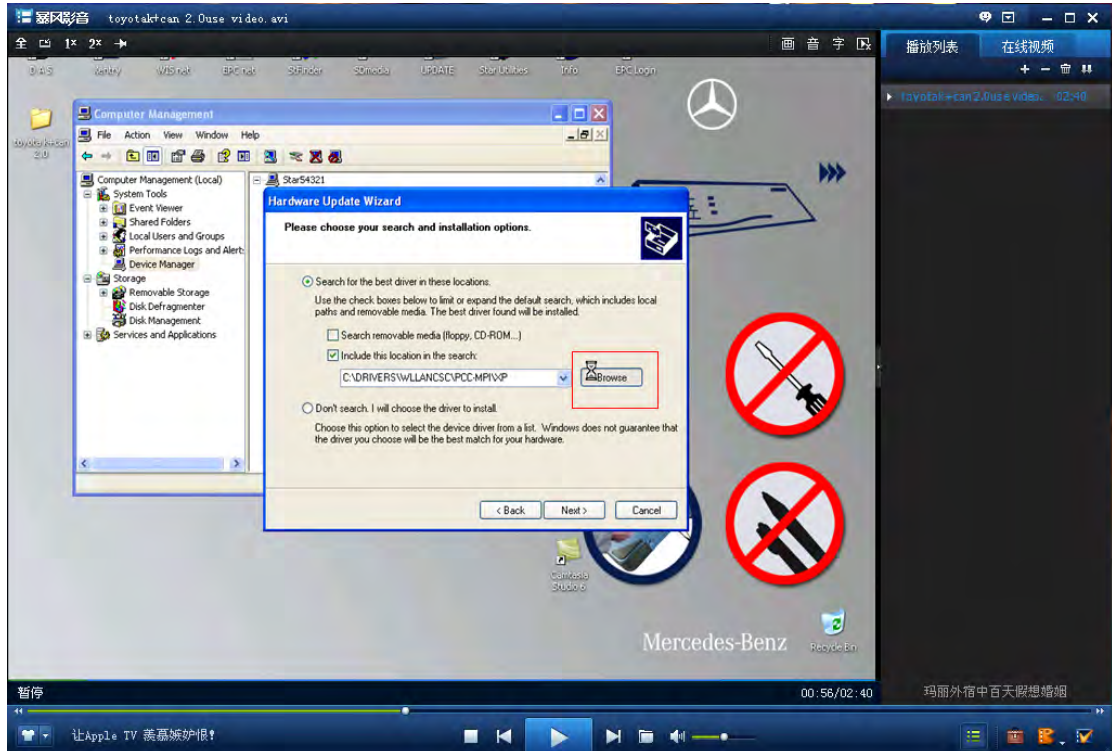 暴风影音 toyotak+can 2.0use video.avi
全 1× 2×
画 音 字
播放列表 在线视频
DAS Xentry WIS net EPC net StarFinder SDmedia UPDATE Star Utilities Info EPC Logon
toyotak+can2.0use video. 02:40
toyotak+can
2.0
Computer Management
File Action View Window Help
Computer Management (Local)
System Tools
Event Viewer
Shared Folders
Local Users and Groups
Performance Logs and Alert
Device Manager
Storage
Removable Storage
Disk Defragmenter
Disk Management
Services and Applications
Star54321
Hardware Update Wizard
Please choose your search and installation options.
Search for the best driver in these locations.
Use the check boxes below to limit or expand the default search, which includes local
paths and removable media. The best driver found will be installed.
Search removable media (floppy, CD-ROM...)
Include this location in the search:
C:\DRIVERS\WLLANCSC\PCC-MPI\XP
Browse
Don't search. I will choose the driver to install.
Choose this option to select the device driver from a list. Windows does not guarantee that
the driver you choose will be the best match for your hardware.
< Back Next > Cancel
Camtasia
Studio 6
Mercedes-Benz
Recycle Bin
暂停 00:56/02:40
玛丽外宿中百天假想婚姻
让Apple TV 羡慕嫉妒恨!